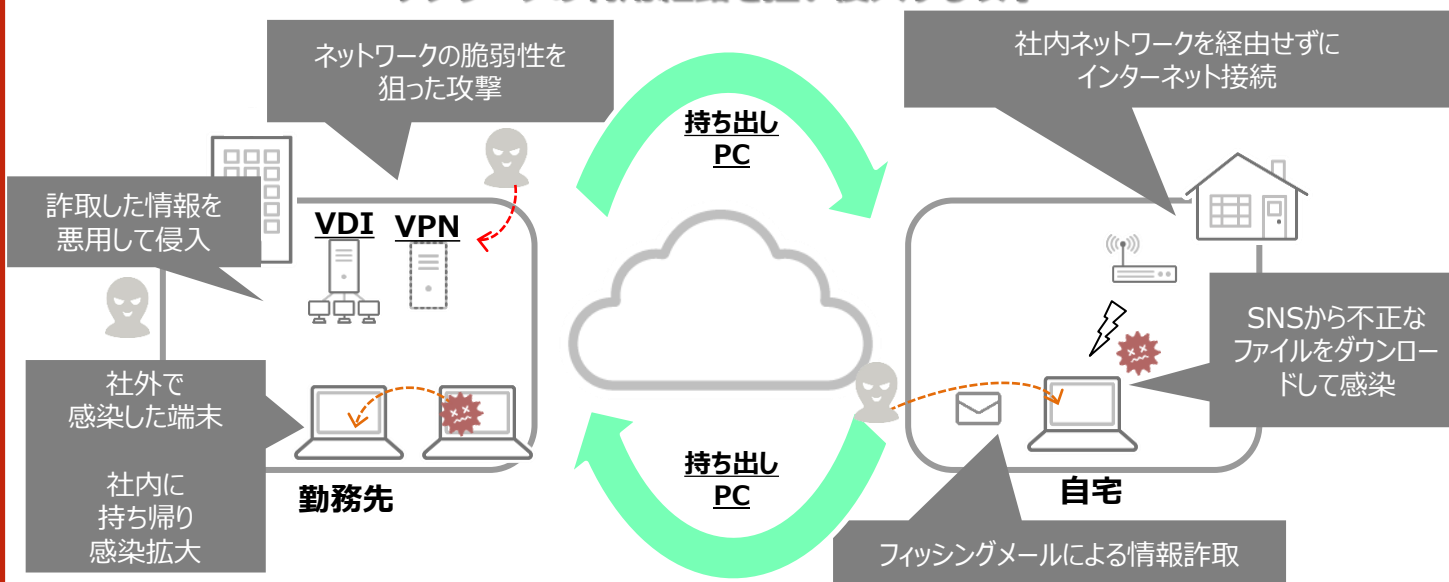 ネットワークの脆弱性を
狙った攻撃
社内ネットワークを経由せずに
インターネット接続
持ち出し
PC
詐取した情報を
悪用して侵入
VDI
VPN
SNSから不正な
ファイルをダウンロー
ドして感染
社外で
感染した端末
社内に
持ち帰り
感染拡大
勤務先
持ち出し
PC
自宅
フィッシングメールによる情報詐取